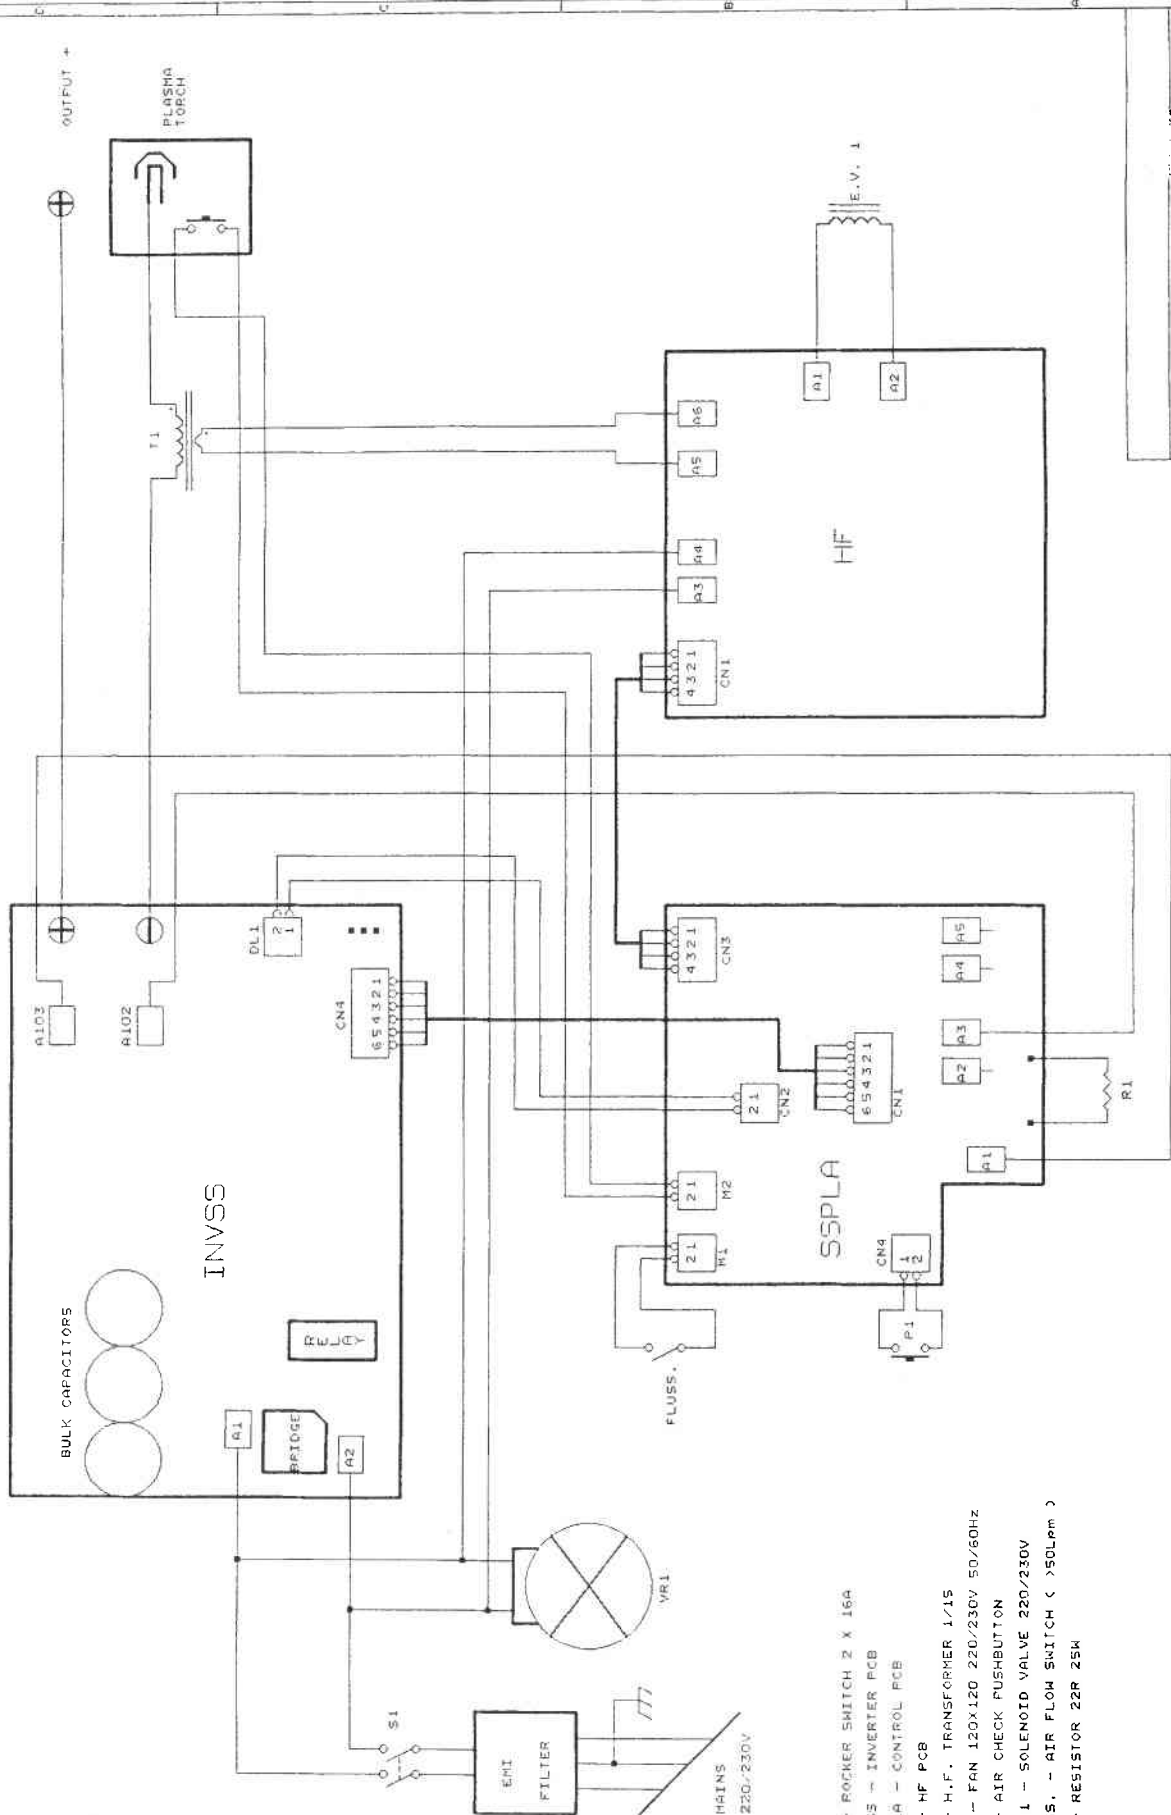 C
C
B
A
OUTPUT +
PLASMA
TORCH
T1
E.V. 1
A103
A102
DL1
2
1
CN4
6 5 4 3 2 1
INVSS
BULK CAPACITORS
RELAY
BRIDGE
A1
A2
A6
A5
A4
A3
4 3 2 1
CN1
HF
A1
A2
4 3 2 1
CN3
A5
A4
A3
A2
A1
R1
2 1
CN2
6 5 4 3 2 1
CN1
2 1
M2
2 1
M1
SSPLA
CN4
1
2
P1
FLUSS.
VR1
S1
EMI
FILTER
MAINS
220/230V
ROCKER SWITCH 2 X 16A
SS - INVERTER PCB
A - CONTROL PCB
- HF PCB
- H.F. TRANSFORMER 1/15
- FAN 120X120 220/230V 50/60Hz
- AIR CHECK PUSHBUTTON
1 - SOLENOID VALVE 220/230V
S. - AIR FLOW SWITCH ( >50Lpm )
- RESISTOR 22R 25W